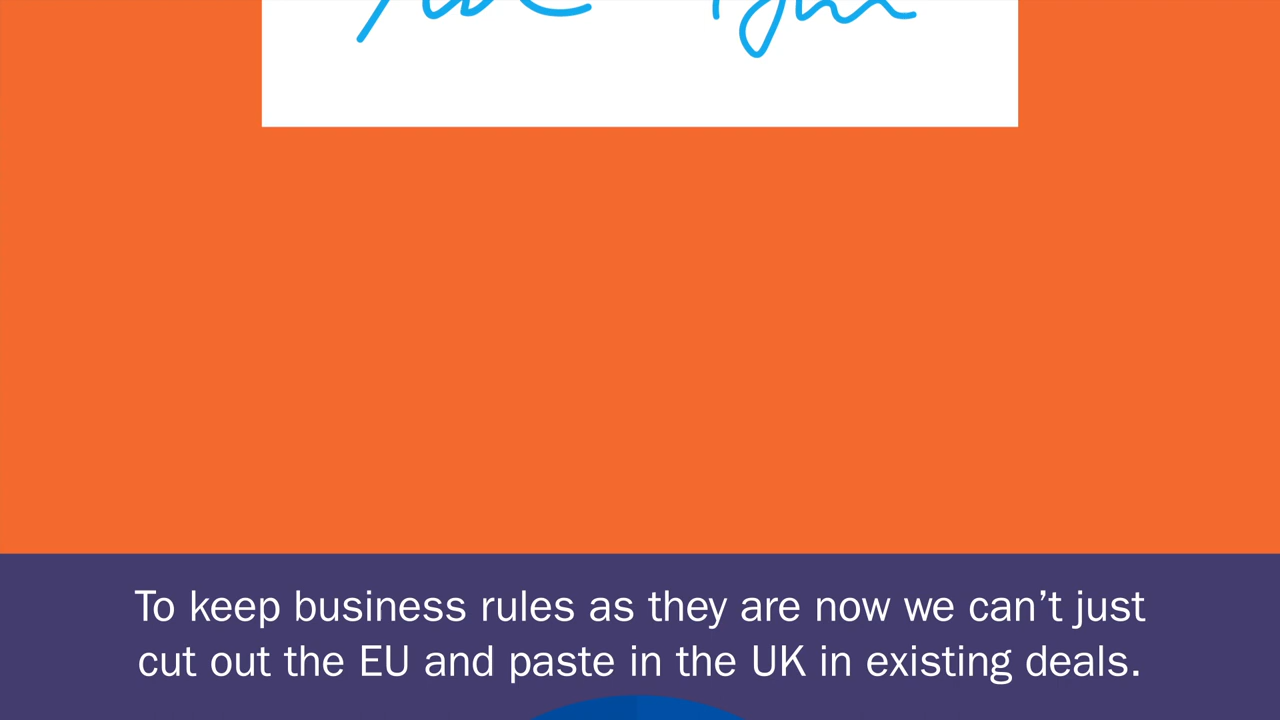 To keep business rules as they are now we can’t just
cut out the EU and paste in the UK in existing deals.